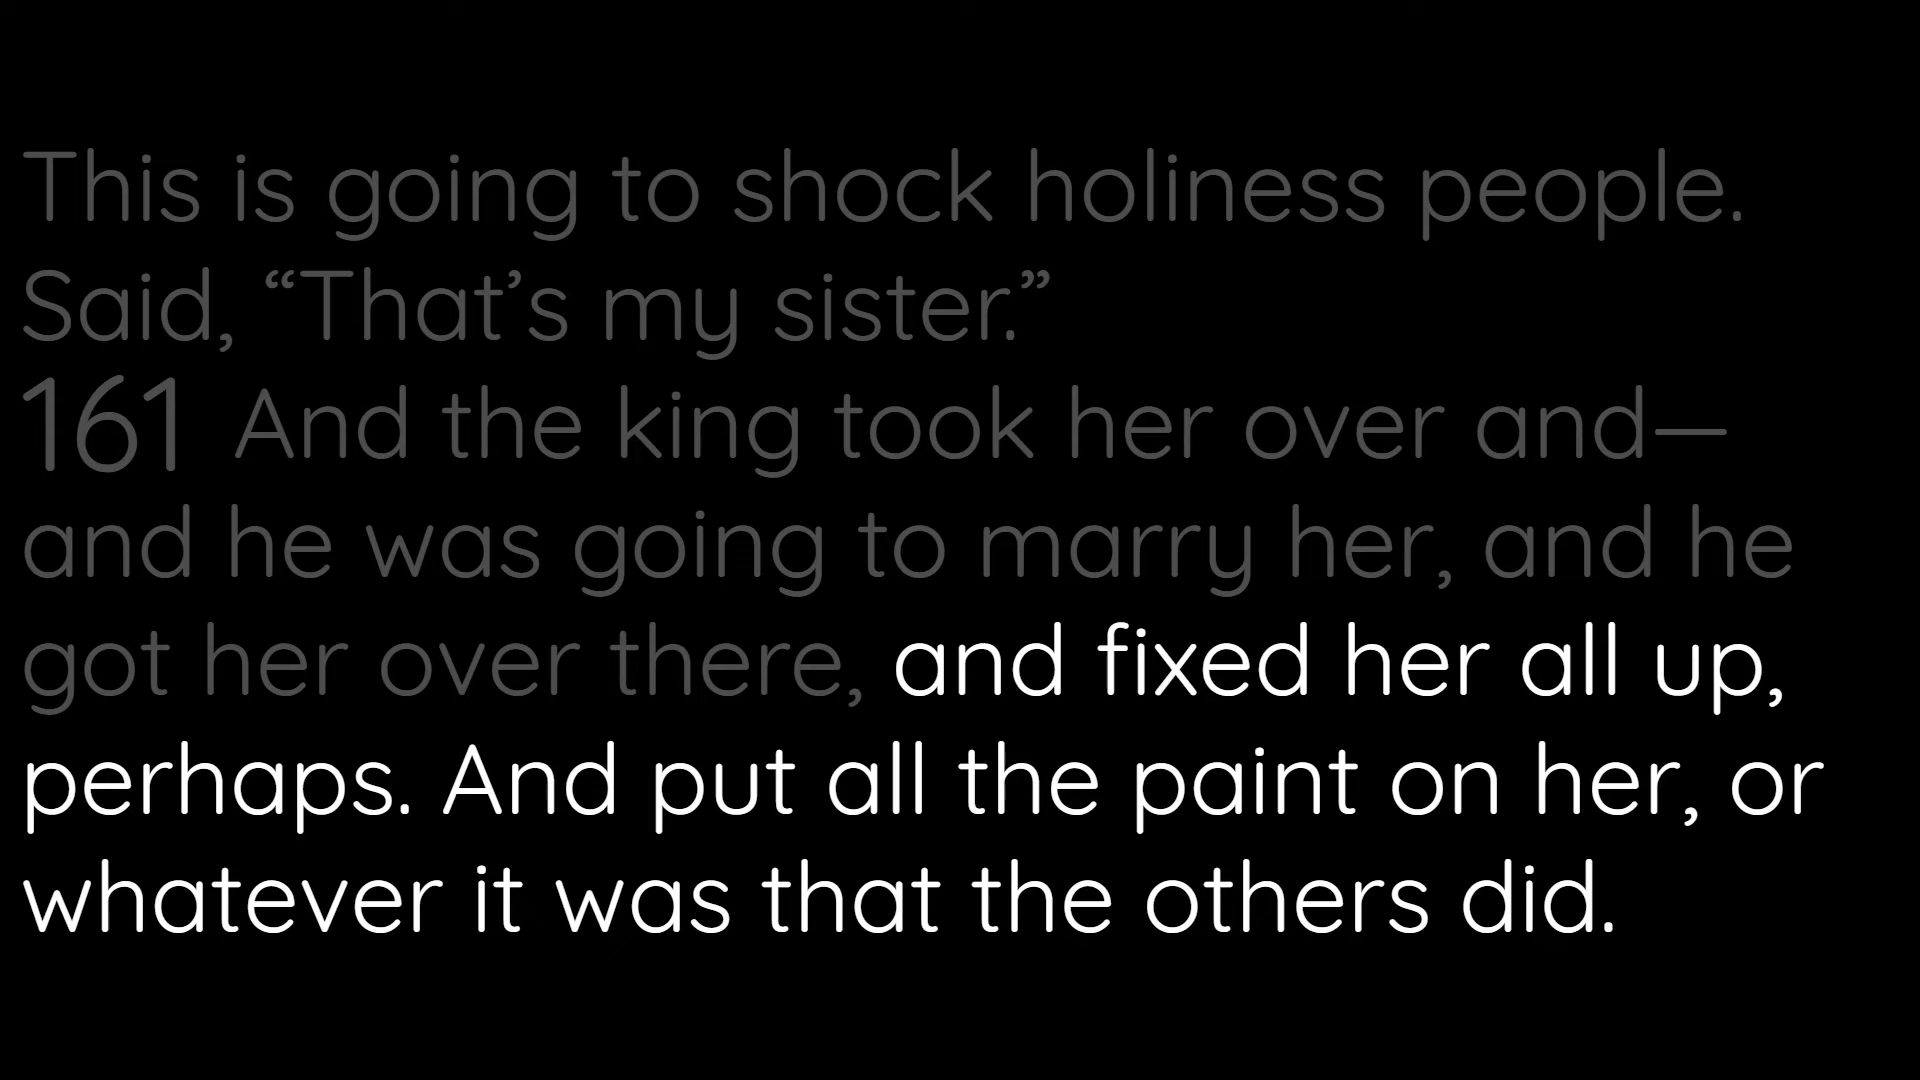 This is going to shock holiness people.
Said, “That’s my sister.”
161 And the king took her over and—
and he was going to marry her, and he
got her over there, and fixed her all up,
perhaps. And put all the paint on her, or
whatever it was that the others did.